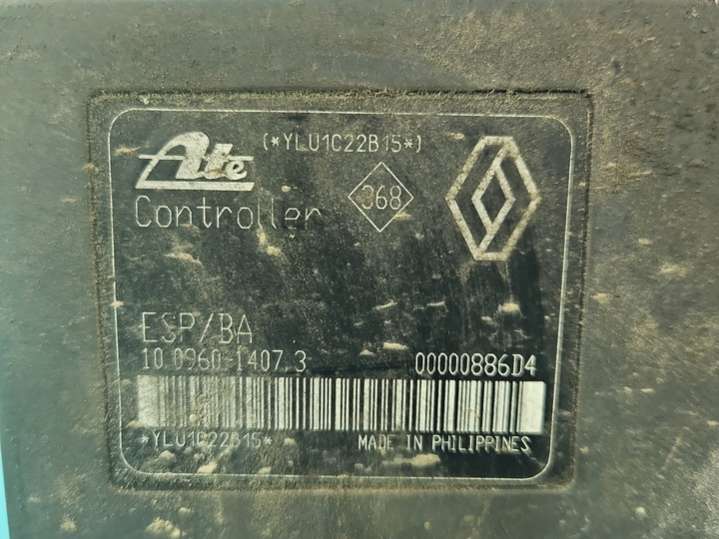 (*YLU1C22B15*)
Ate
Controller
368
ESP/BA
10.0960-1407.3
00000886D4
*YLU1C22B15*
MADE IN PHILIPPINES